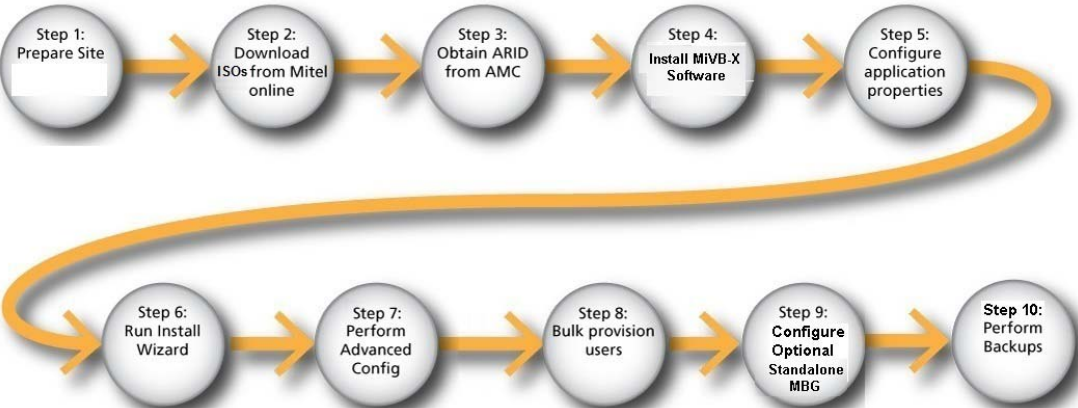 Step 1:
Prepare Site
Step 2:
Download
ISOs from Mitel
online
Step 3:
Obtain ARID
from AMC
Step 4:
Install MiVB-X
Software
Step 5:
Configure
application
properties
Step 6:
Run Install
Wizard
Step 7:
Perform
Advanced
Config
Step 8:
Bulk provision
users
Step 9:
Configure
Optional
Standalone
MBG
Step 10:
Perform
Backups